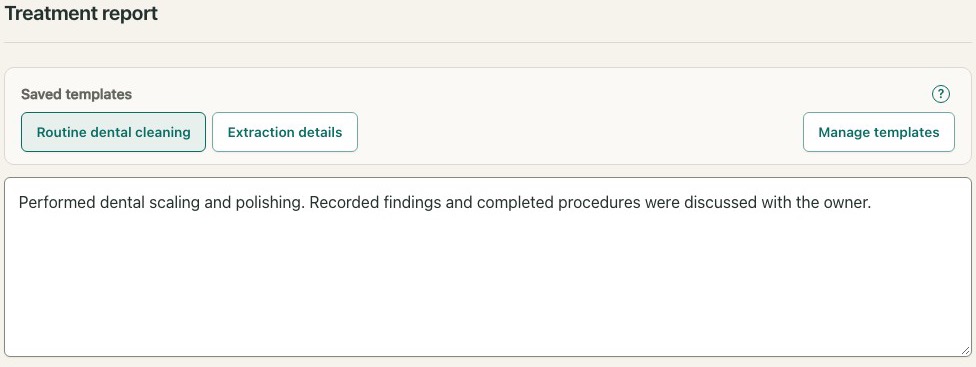 Treatment report
Saved templates
?
Routine dental cleaning
Extraction details
Manage templates
Performed dental scaling and polishing. Recorded findings and completed procedures were discussed with the owner.